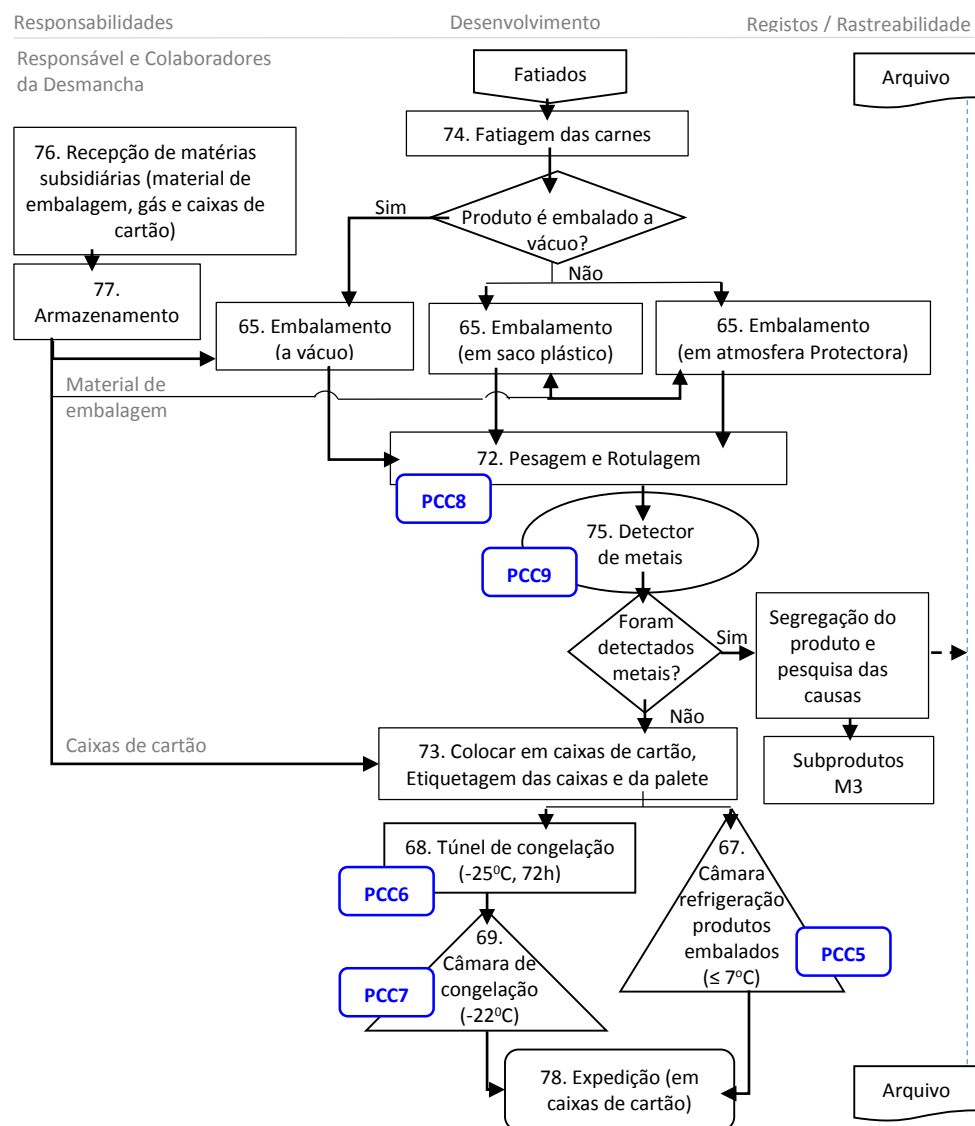 Responsabilidades
Desenvolvimento
Registos / Rastreabilidade
Responsável e Colaboradores
da Desmancha
Fatiados
Arquivo
74. Fatiagem das carnes
76. Recepção de matérias
subsidiárias (material de
embalagem, gás e caixas de
cartão)
Sim
Produto é embalado a
vácuo?
Não
77.
Armazenamento
65. Embalamento
(a vácuo)
65. Embalamento
(em saco plástico)
65. Embalamento
(em atmosfera Protectora)
Material de
embalagem
72. Pesagem e Rotulagem
PCC8
75. Detector
de metais
PCC9
Foram
detectados
metais?
Sim
Segregação do
produto e
pesquisa das
causas
Não
Caixas de cartão
73. Colocar em caixas de cartão,
Etiquetagem das caixas e da palete
Subprodutos
M3
68. Túnel de congelação
(-25⁰C, 72h)
PCC6
67.
Câmara
refrigeração
produtos
embalados
(≤ 7ᵒC)
PCC5
69.
Câmara de
congelação
(-22⁰C)
PCC7
78. Expedição (em
caixas de cartão)
Arquivo